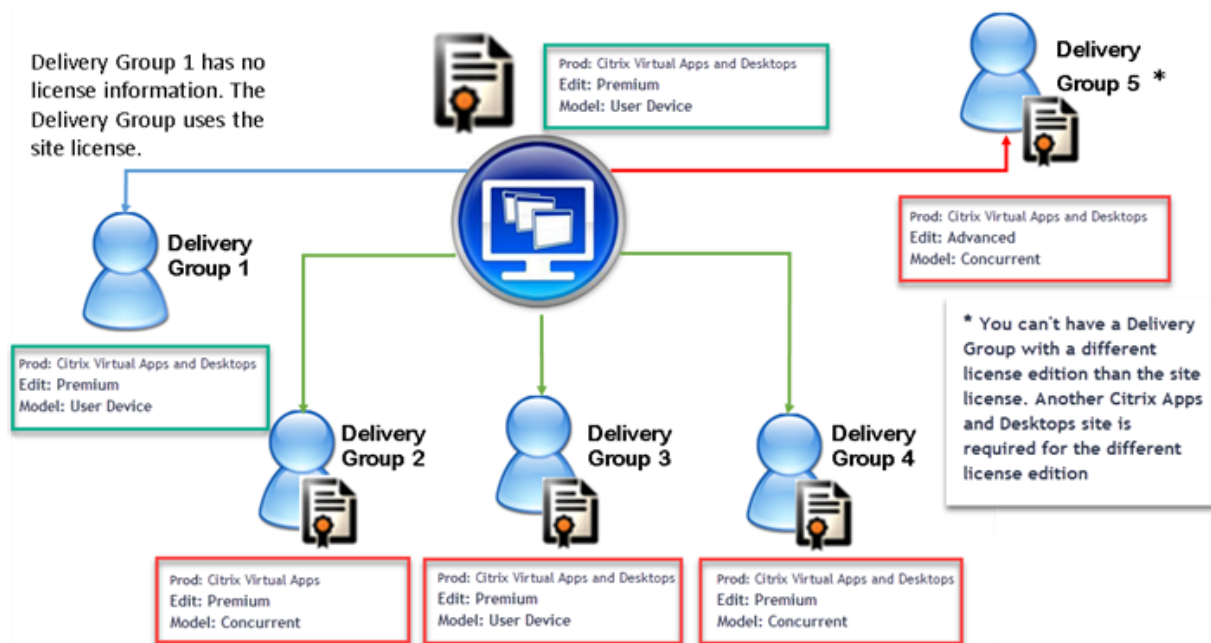 Delivery Group 1 has no
license information. The
Delivery Group uses the
site license.
Prod: Citrix Virtual Apps and Desktops
Edit: Premium
Model: User Device
Delivery
Group 5 *
Prod: Citrix Virtual Apps and Desktops
Edit: Advanced
Model: Concurrent
* You can't have a Delivery
Group with a different
license edition than the site
license. Another Citrix Apps
and Desktops site is
required for the different
license edition
Delivery
Group 1
Prod: Citrix Virtual Apps and Desktops
Edit: Premium
Model: User Device
Delivery
Group 2
Prod: Citrix Virtual Apps
Edit: Premium
Model: Concurrent
Delivery
Group 3
Prod: Citrix Virtual Apps and Desktops
Edit: Premium
Model: User Device
Delivery
Group 4
Prod: Citrix Virtual Apps and Desktops
Edit: Premium
Model: Concurrent